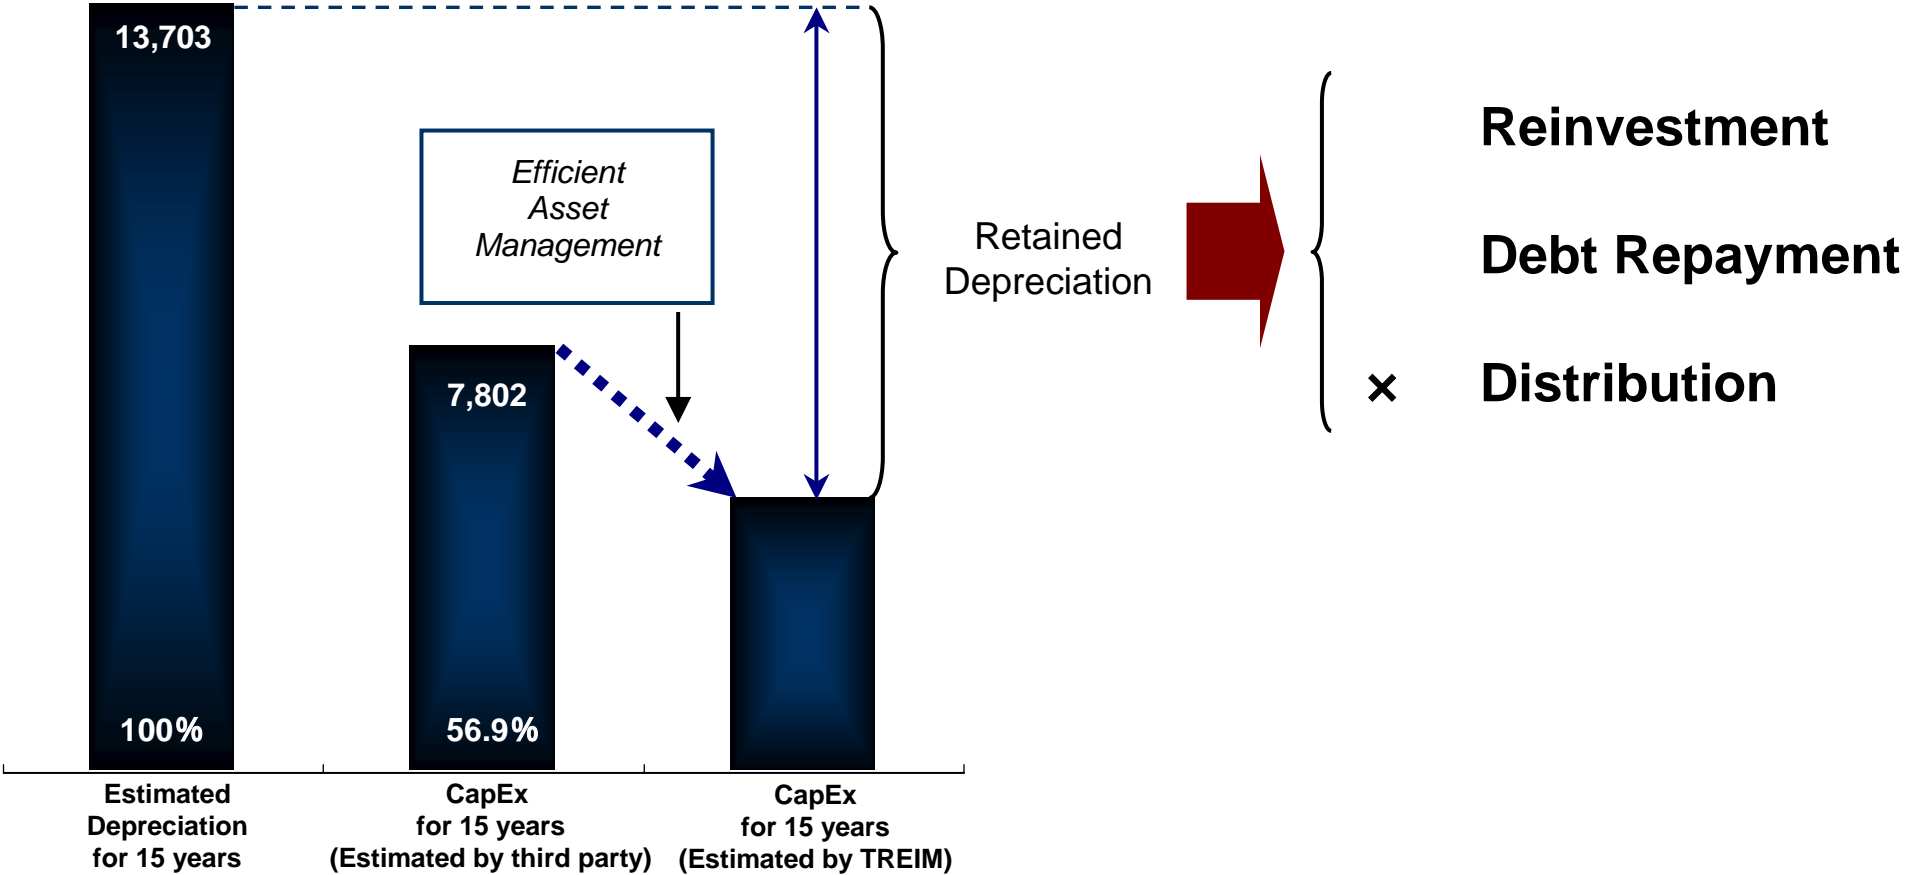 13,703
100%
7,802
56.9%
Efficient
Asset
Management
Retained
Depreciation
Reinvestment
Debt Repayment
× Distribution
Estimated
Depreciation
for 15 years
CapEx
for 15 years
(Estimated by third party)
CapEx
for 15 years
(Estimated by TREIM)